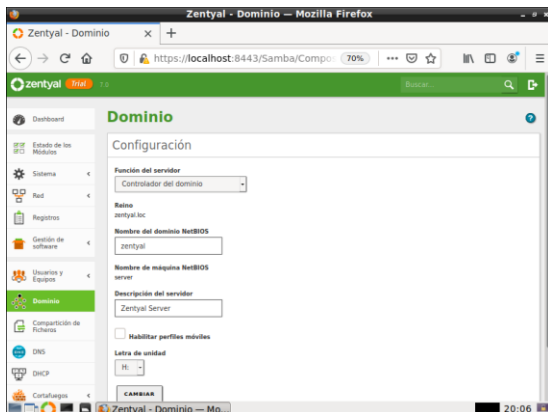 Zentyal - Dominio — Mozilla Firefox
Zentyal - Dominio
https://localhost:8443/Samba/Compo
70%
zentyal Trial 7.0
Buscar...
Dashboard
Estado de los
Módulos
Sistema
Red
Registros
Gestión de
software
Usuarios y
Equipos
Dominio
Compartición de
Ficheros
DNS
DHCP
Cortafuegos
Dominio
Configuración
Función del servidor
Controlador del dominio
Reino
zentyal.loc
Nombre del dominio NetBIOS
zentyal
Nombre de máquina NetBIOS
server
Descripción del servidor
Zentyal Server
Habilitar perfiles móviles
Letra de unidad
H:
CAMBIAR
Zentyal - Dominio — Mo...
20:06